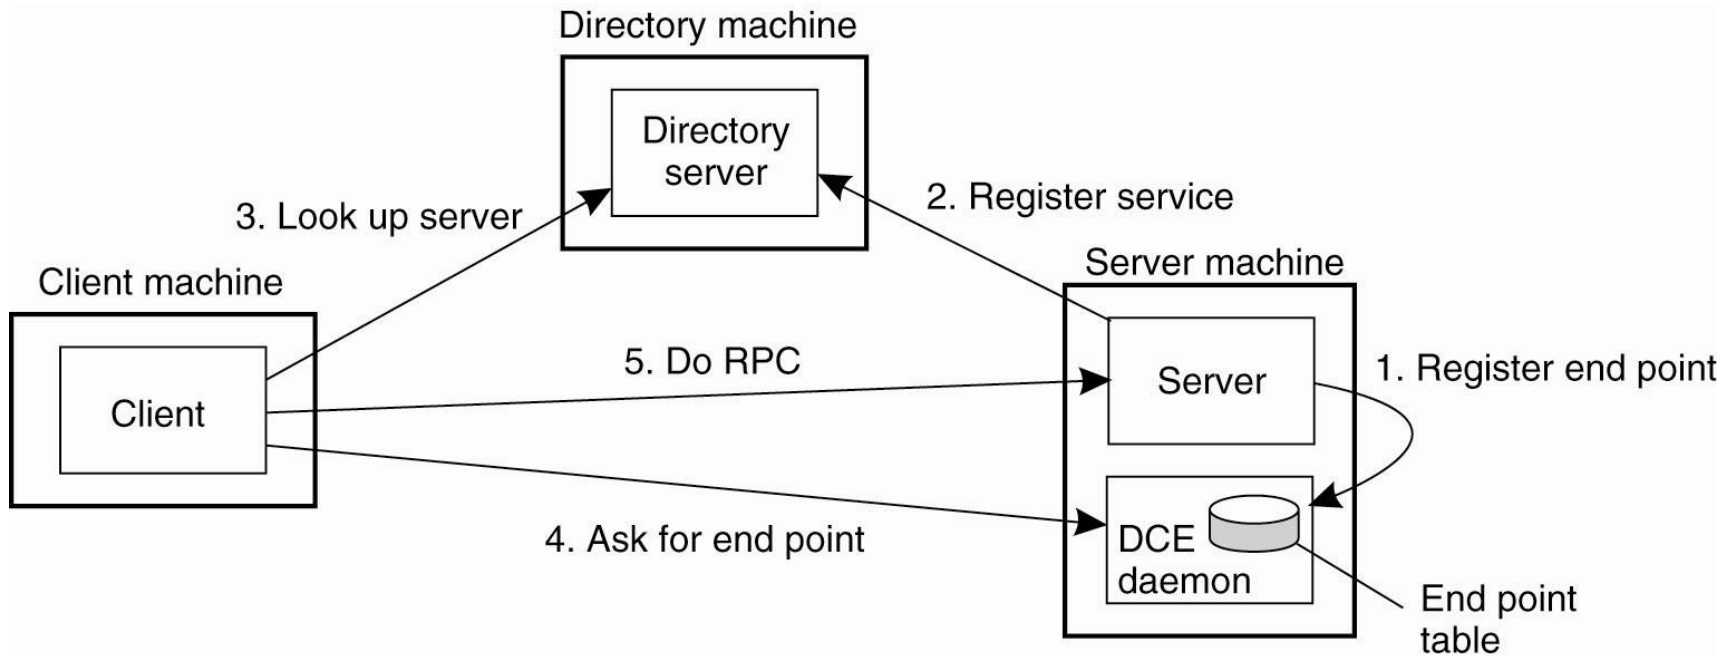 Directory machine
Directory
server
2. Register service
3. Look up server
Server machine
Client machine
5. Do RPC
1. Register end point
Server
Client
4. Ask for end point
DCE
daemon
End point
table